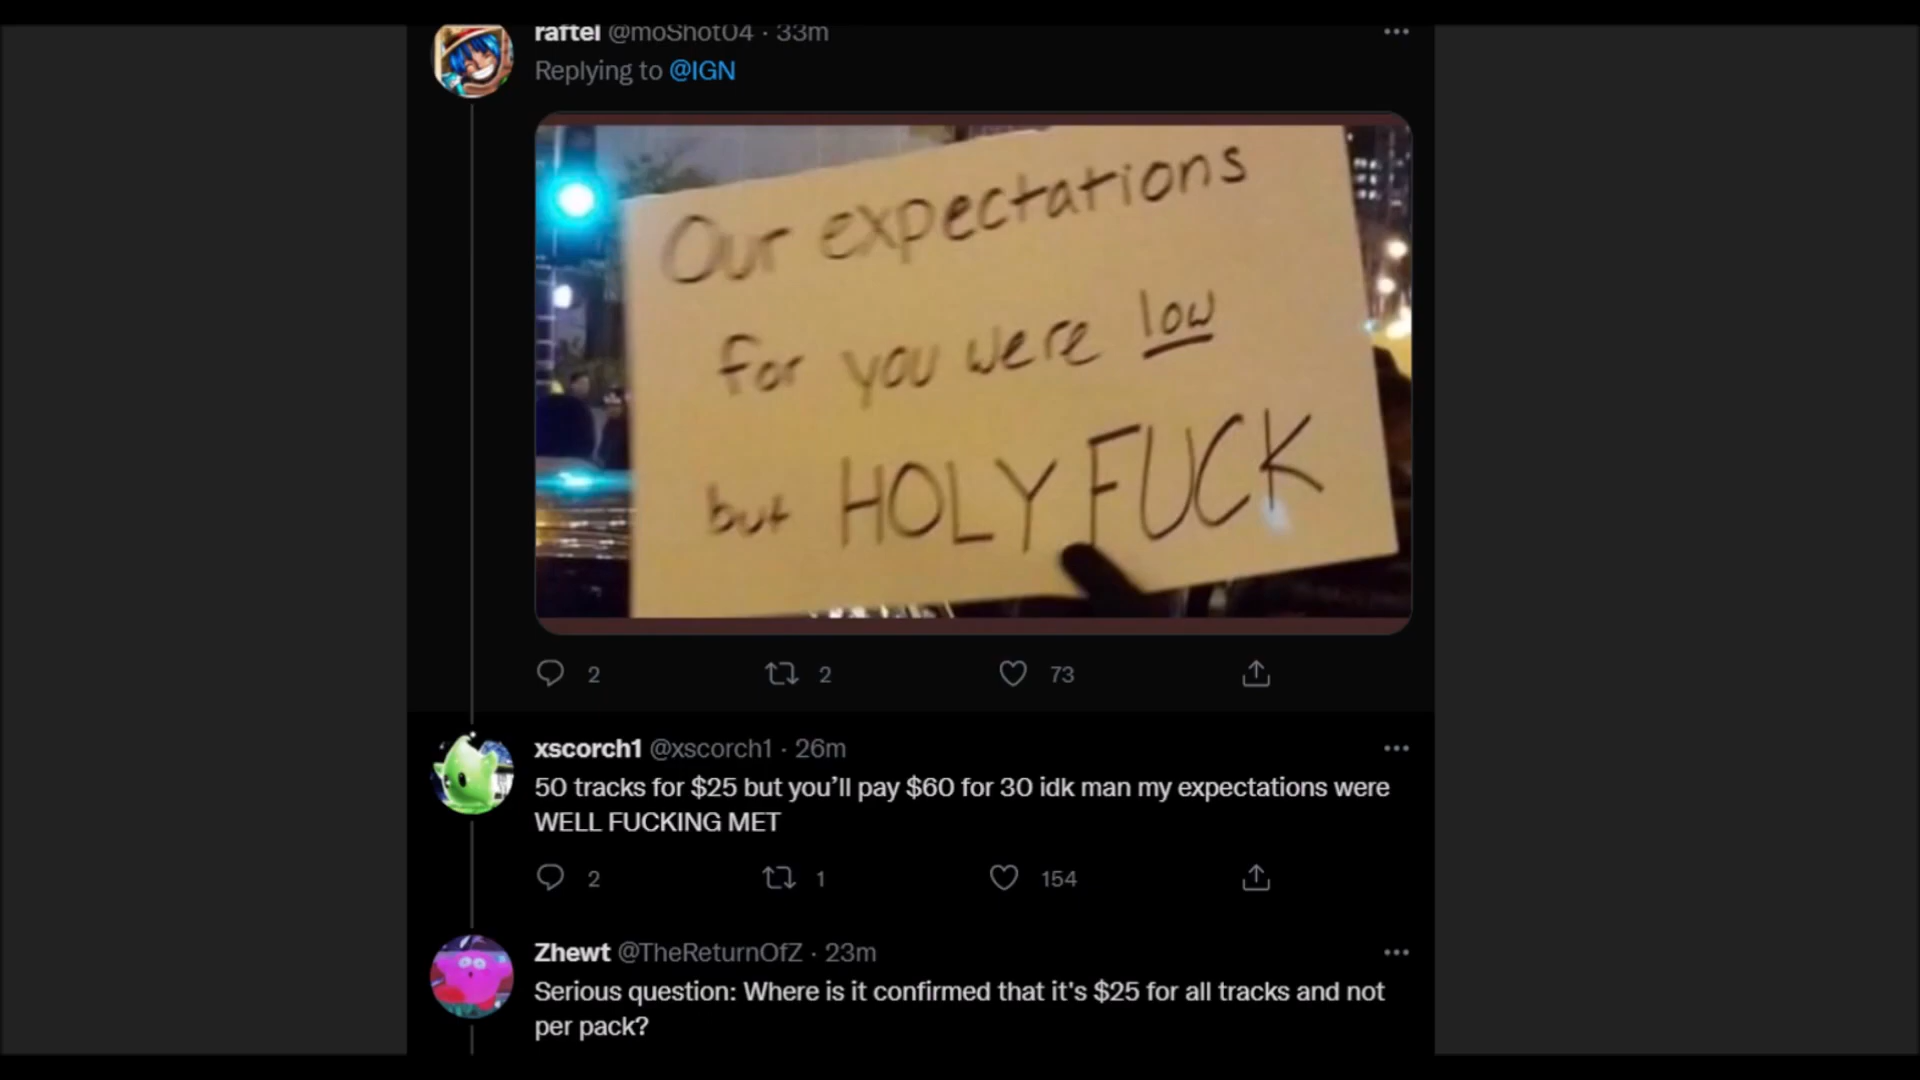 raftel @moShot04 · 33m
Replying to @IGN
Our expectations
for you were low
but HOLY FUCK
2 2 73
xscorch1 @xscorch1 · 26m
50 tracks for $25 but you’ll pay $60 for 30 idk man my expectations were
WELL FUCKING MET
2 1 154
Zhewt @TheReturnOfZ · 23m
Serious question: Where is it confirmed that it's $25 for all tracks and not
per pack?